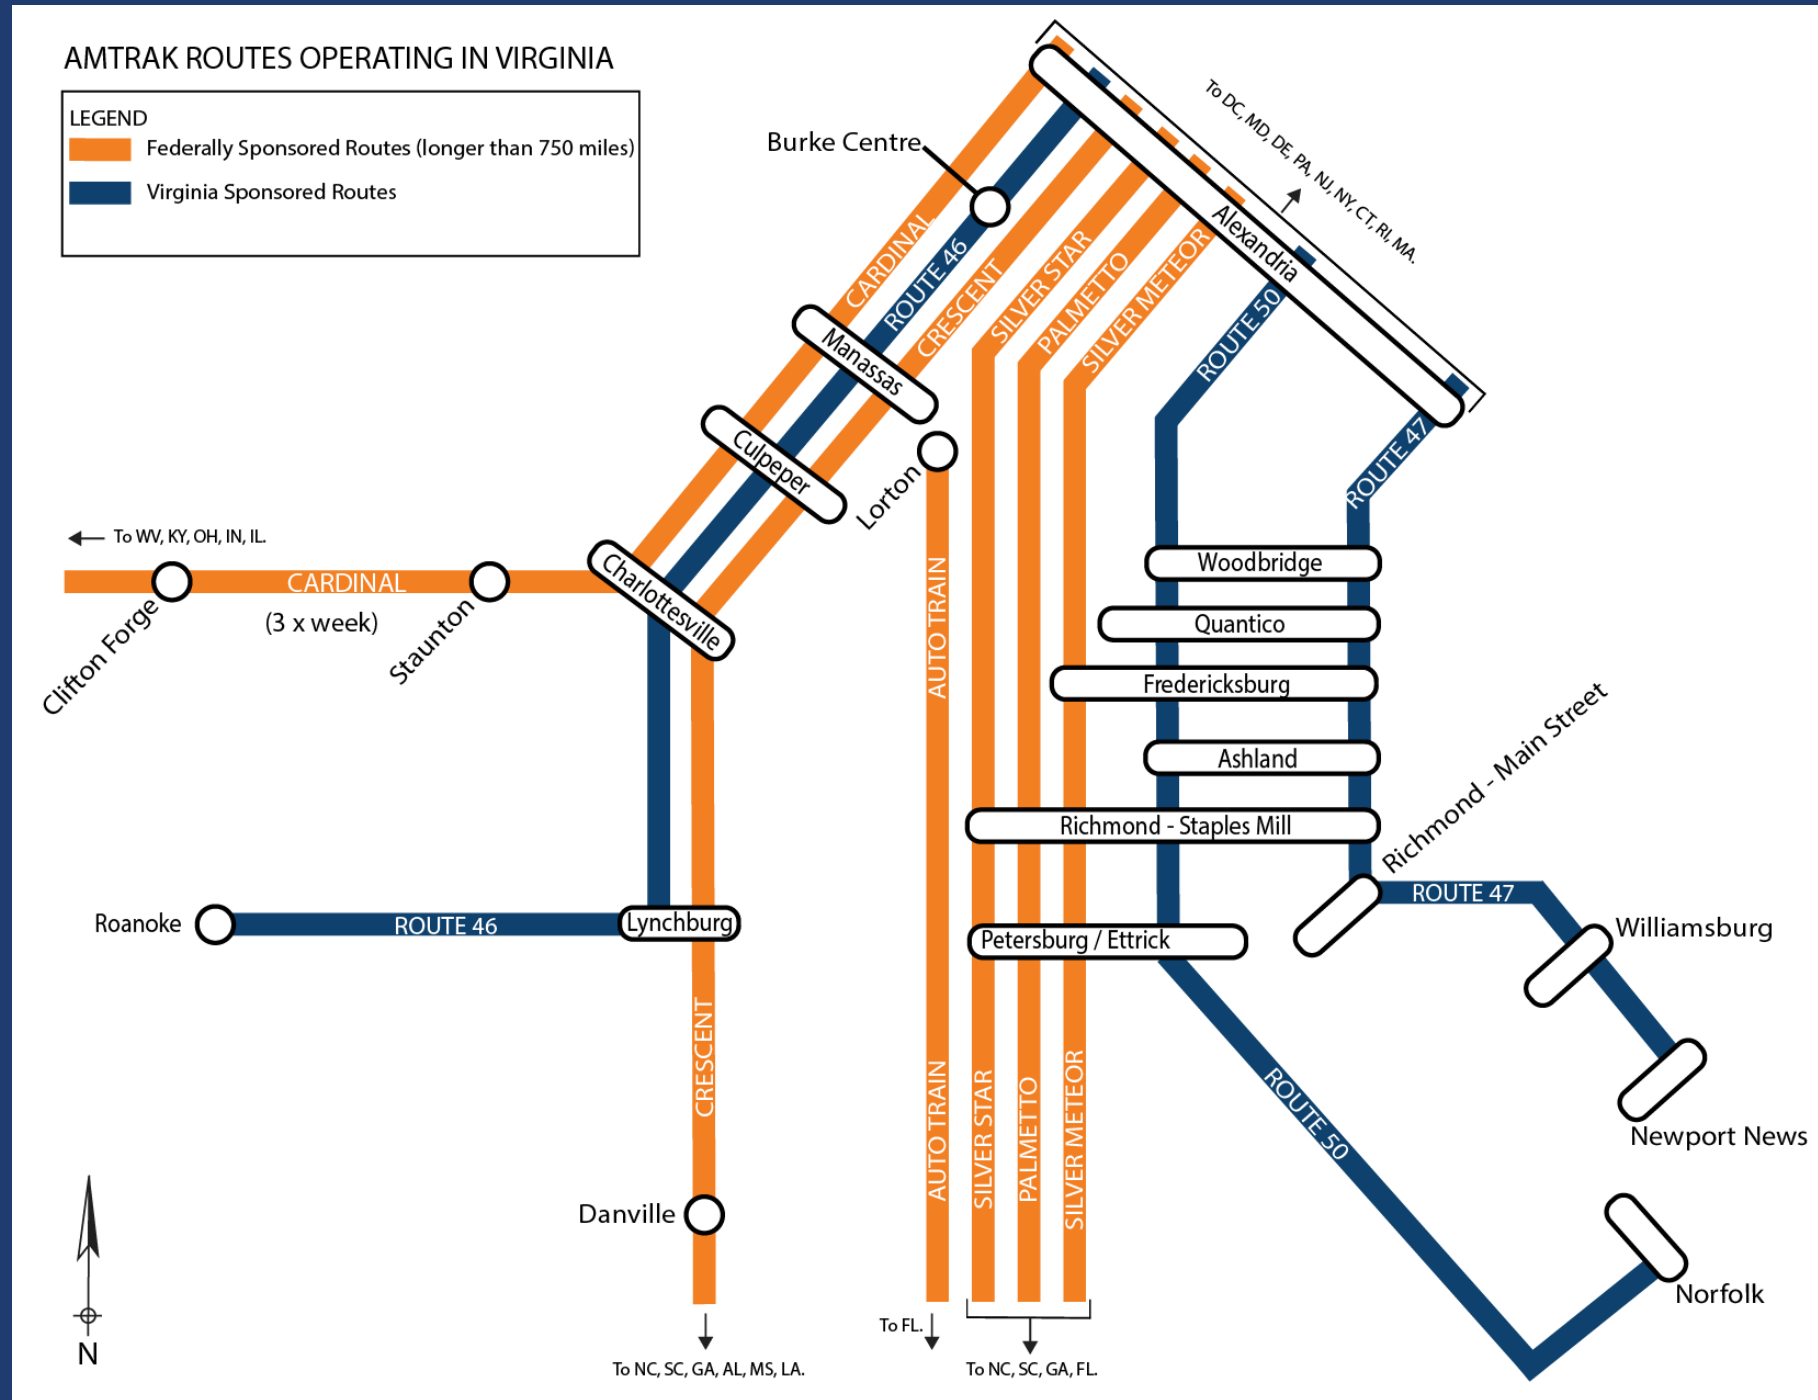 AMTRAK ROUTES OPERATING IN VIRGINIA
LEGEND
Federally Sponsored Routes (longer than 750 miles)
Virginia Sponsored Routes
To DC, MD, DE, PA, NJ, NY, CT, RI, MA.
Burke Centre
Alexandria
CARDINAL
ROUTE 46
CRESCENT
SILVER STAR
PALMETTO
SILVER METEOR
ROUTE 50
ROUTE 47
Manassas
Culpeper
Lorton
Charlottesville
To WV, KY, OH, IN, IL.
CARDINAL
(3 x week)
Clifton Forge
Staunton
AUTO TRAIN
Woodbridge
Quantico
Fredericksburg
Ashland
Richmond - Staples Mill
Richmond - Main Street
ROUTE 47
Williamsburg
Newport News
Roanoke
ROUTE 46
Lynchburg
Petersburg / Ettrick
CRESCENT
AUTO TRAIN
SILVER STAR
PALMETTO
SILVER METEOR
ROUTE 50
Danville
Norfolk
N
To NC, SC, GA, AL, MS, LA.
To FL.
To NC, SC, GA, FL.